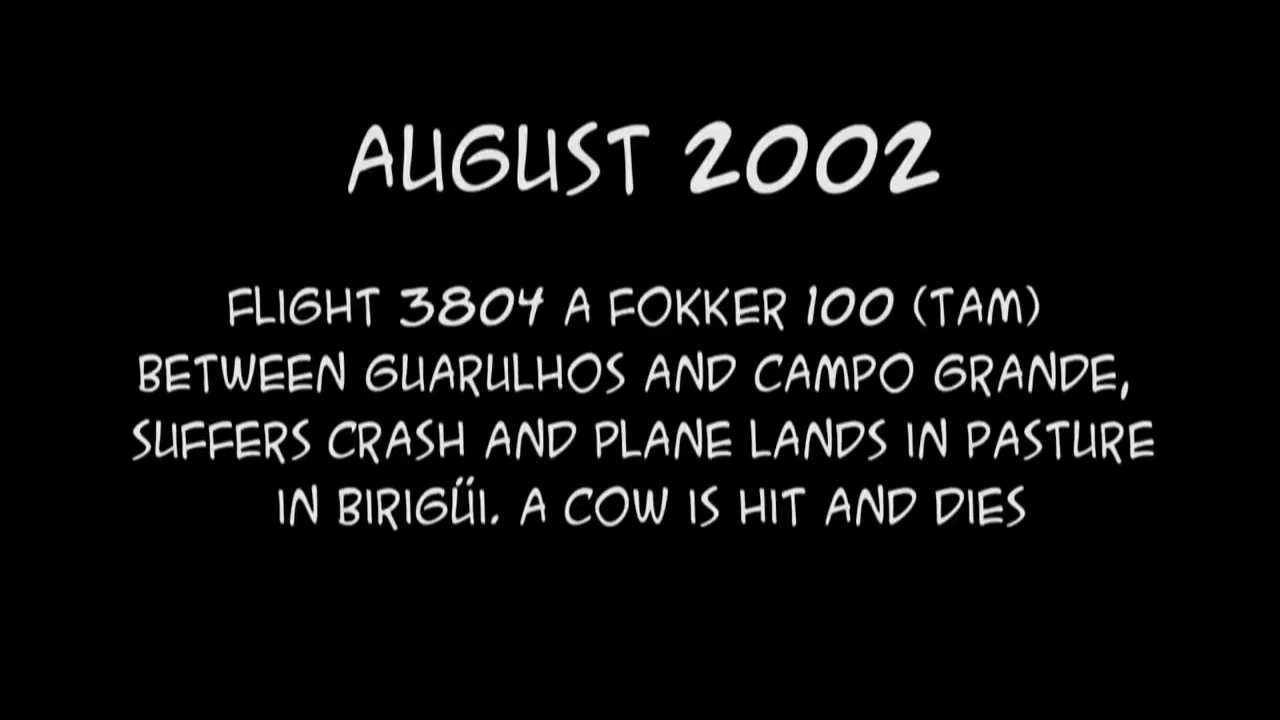 AUGUST 2002
FLIGHT 3804 A FOKKER 100 (TAM)
BETWEEN GUARULHOS AND CAMPO GRANDE,
SUFFERS CRASH AND PLANE LANDS IN PASTURE
IN BIRIGÜI. A COW IS HIT AND DIES